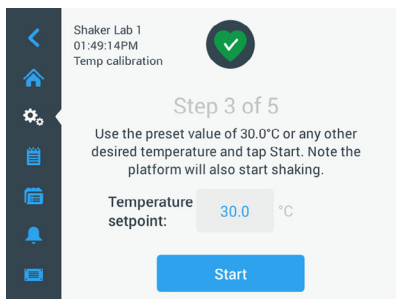 Shaker Lab 1
01:49:14PM
Temp calibration
Step 3 of 5
Use the preset value of 30.0°C or any other
desired temperature and tap Start. Note the
platform will also start shaking.
Temperature
setpoint:
30.0 °C
Start